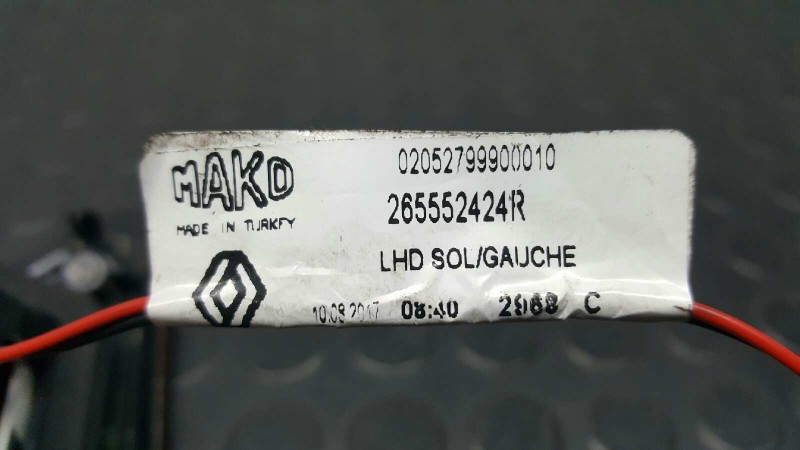 MAKO
MADE IN TURKEY
02052799900010
265552424R
LHD SOL/GAUCHE
10.08.2017 08:40 2968 C